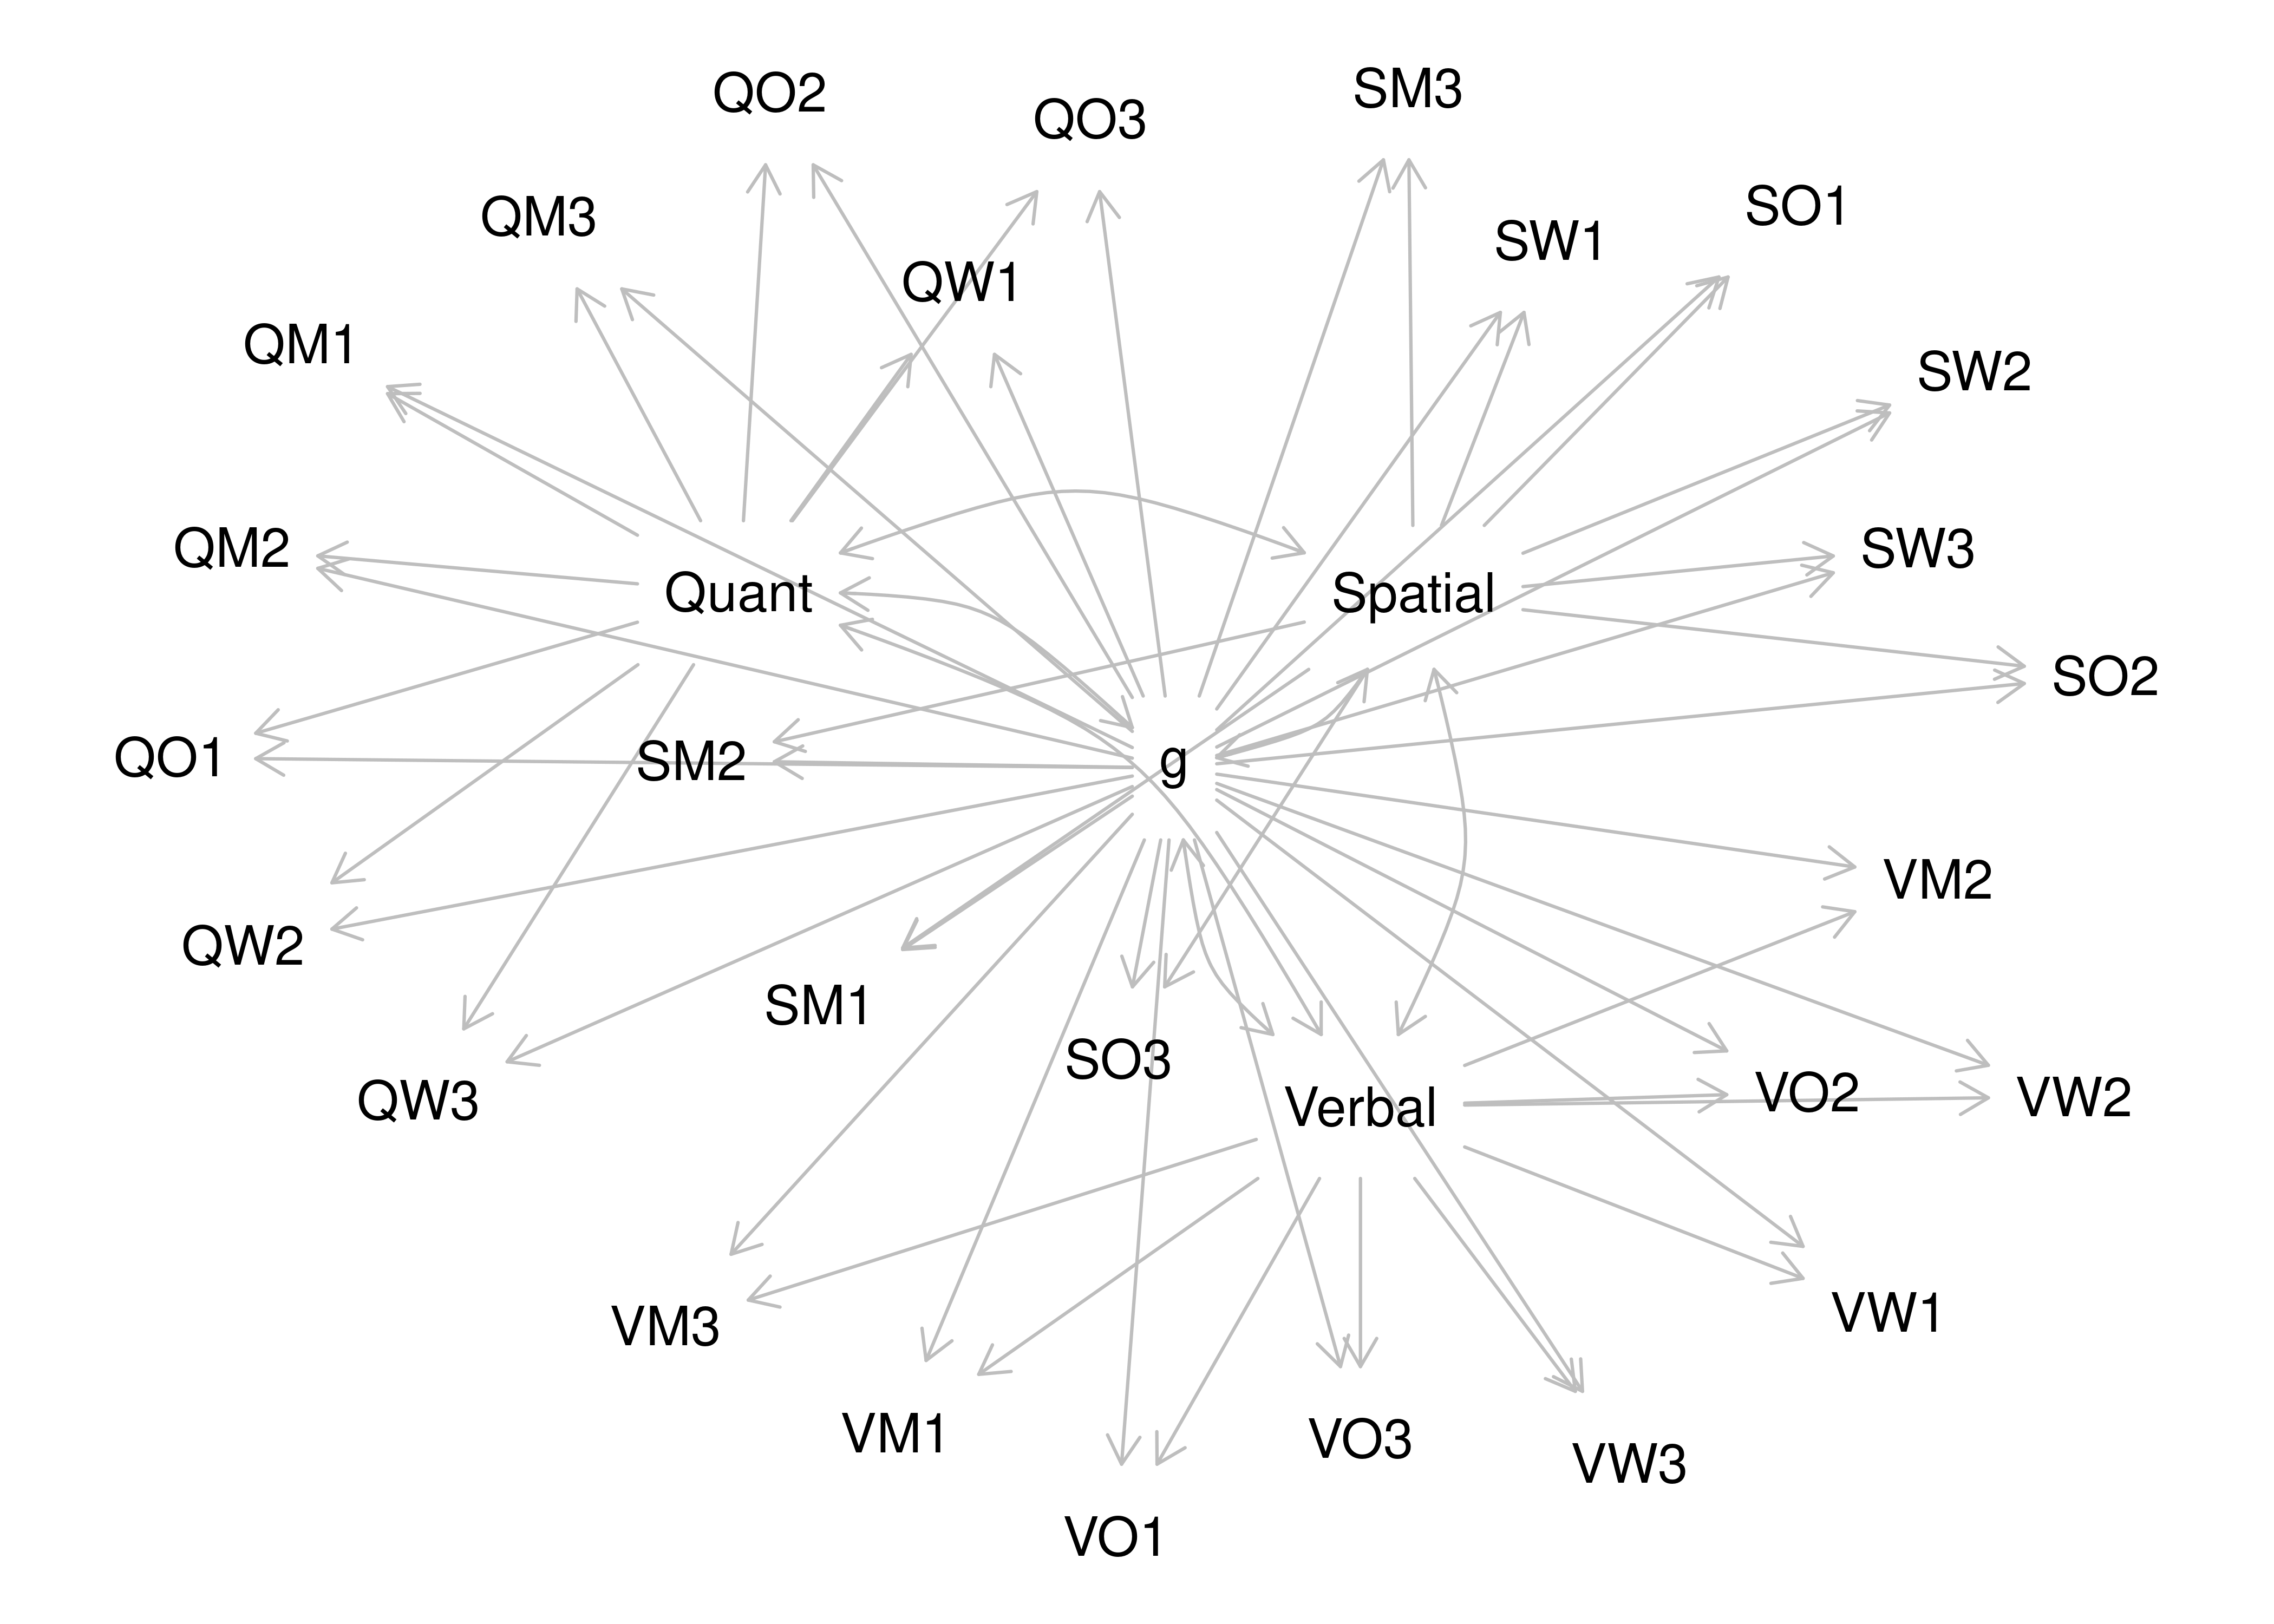 SM3
QO2
QO3
SO1
QM3
SW1
QW1
QM1
SW2
QM2
SW3
Quant
Spatial
SO2
QO1
SM2
g
VM2
QW2
SM1
SO3
VO2
VW2
QW3
Verbal
VW1
VM3
VM1
VO3
VW3
VO1